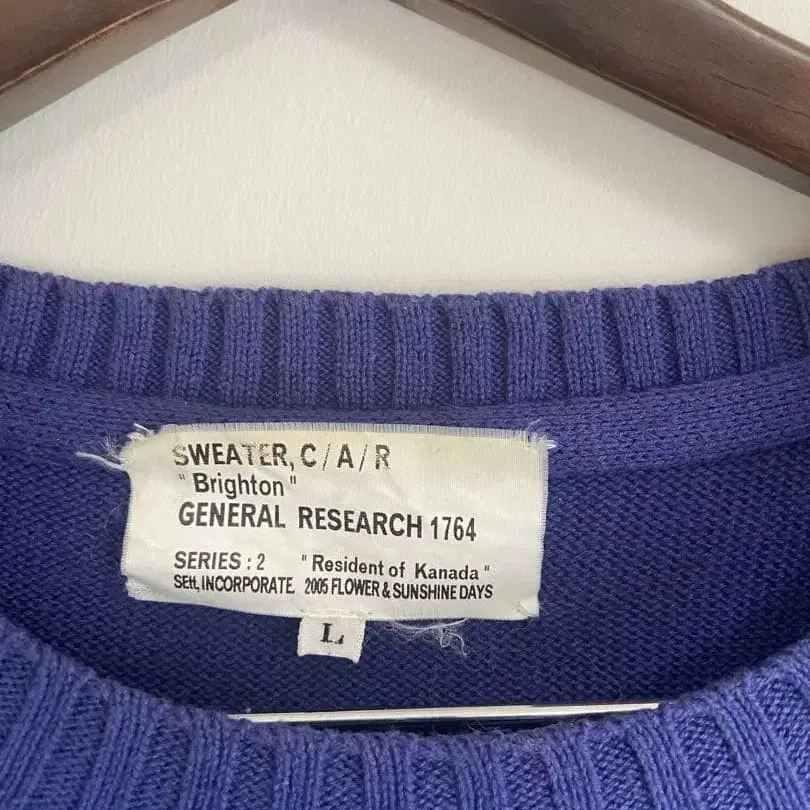 SWEATER, C/A/R
"Brighton"
GENERAL RESEARCH 1764
SERIES : 2 "Resident of Kanada"
SEtt, INCORPORATE. 2005 FLOWER & SUNSHINE DAYS
L